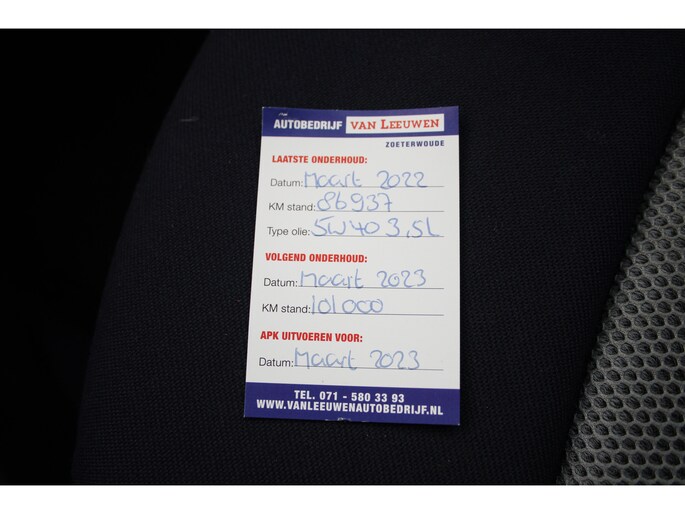 AUTOBEDRIJF VAN LEEUWEN
ZOETERWOUDE
LAATSTE ONDERHOUD:
Datum: Maart 2022
KM stand: 86937
Type olie: 5W40 3,5L
VOLGEND ONDERHOUD:
Datum: Maart 2023
KM stand: 101000
APK UITVOEREN VOOR:
Datum: Maart 2023
TEL. 071 - 580 33 93
WWW.VANLEEUWENAUTOBEDRIJF.NL